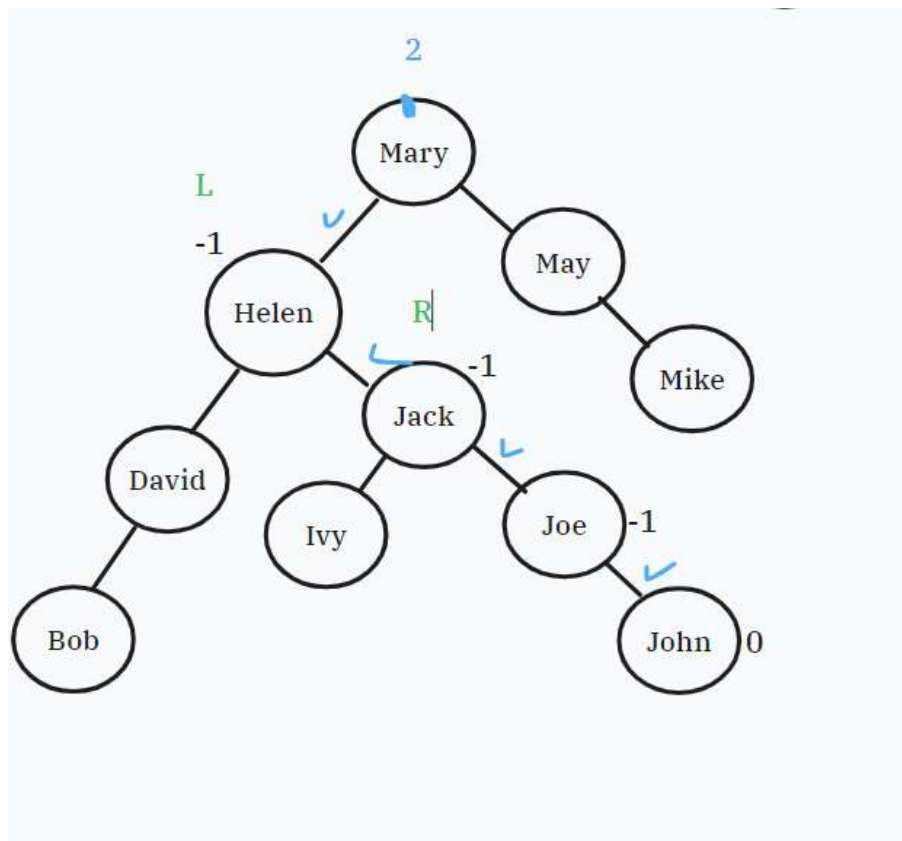 2
Mary
L
-1
May
Helen
R
-1
Mike
Jack
David
Ivy
Joe
-1
Bob
John
0